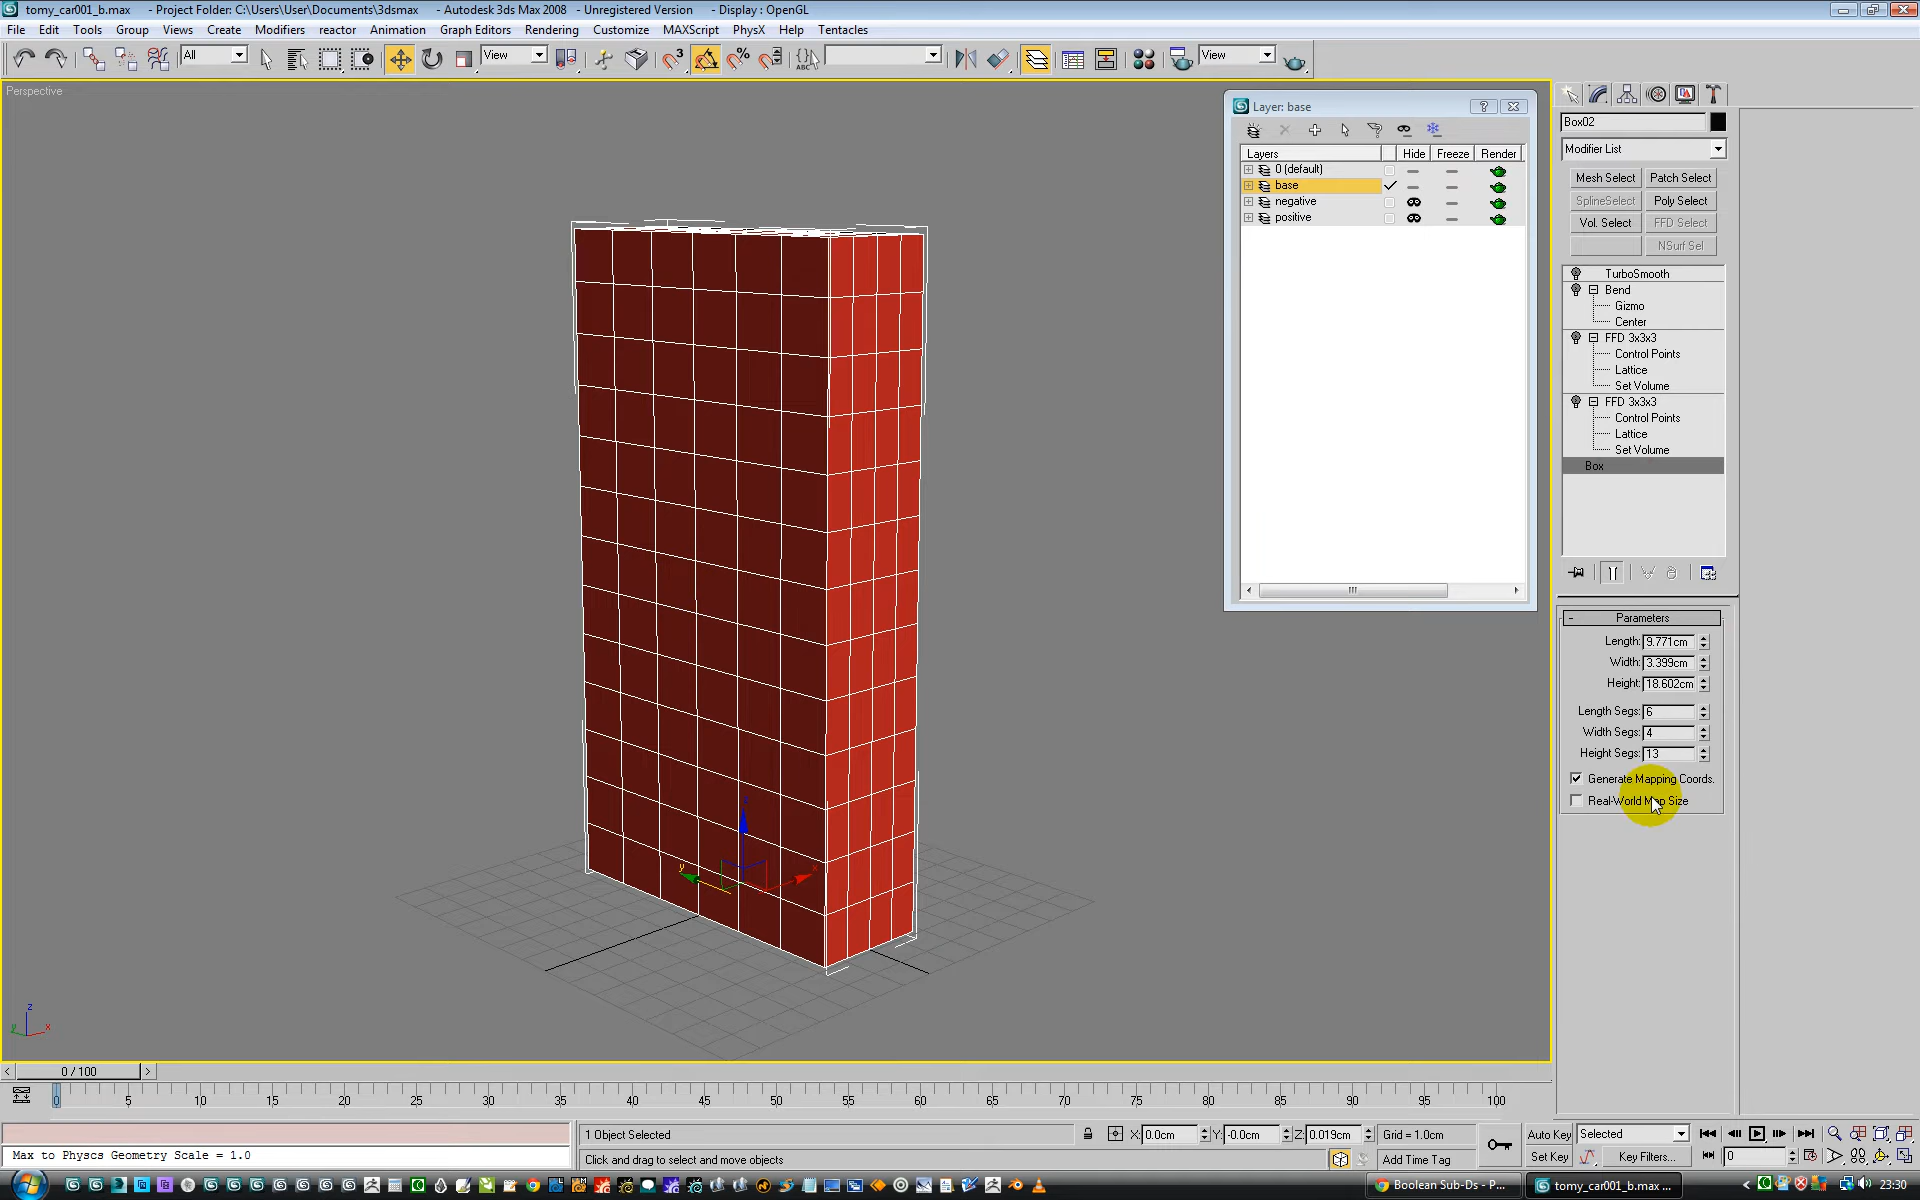 tomy_car001_b.max - Project Folder: C:\Users\User\Documents\3dsmax - Autodesk 3ds Max 2008 - Unregistered Version - Display : OpenGL
File Edit Tools Group Views Create Modifiers reactor Animation Graph Editors Rendering Customize MAXScript PhysX Help Tentacles
All View 3 % ABC View
Perspective
Layer: base
Layers Hide Freeze Render
0 (default)
base
negative
positive
Box02
Modifier List
Mesh Select Patch Select
SplineSelect Poly Select
Vol. Select FFD Select
NSurf Sel
TurboSmooth
Bend
Gizmo
Center
FFD 3x3x3
Control Points
Lattice
Set Volume
FFD 3x3x3
Control Points
Lattice
Set Volume
Box
- Parameters
Length: 9.771cm
Width: 3.399cm
Height: 18.602cm
Length Segs: 6
Width Segs: 4
Height Segs: 13
Generate Mapping Coords.
Real-World Map Size
z
y x
z
y x
< 0 / 100 >
0 5 10 15 20 25 30 35 40 45 50 55 60 65 70 75 80 85 90 95 100
1 Object Selected X: 0.0cm Y: -0.0cm Z: 0.019cm Grid = 1.0cm Auto Key Selected
Max to Physcs Geometry Scale = 1.0
Click and drag to select and move objects Add Time Tag Set Key Key Filters... 0
Boolean Sub-Ds - P... tomy_car001_b.max ... 23:30